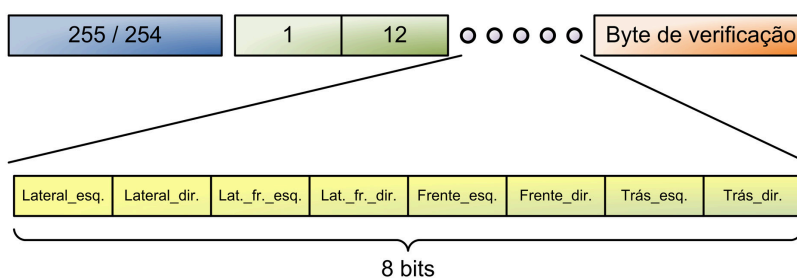 255 / 254 1 12 Byte de verificação
Lateral_esq. Lateral_dir. Lat._fr._esq. Lat._fr._dir. Frente_esq. Frente_dir. Trás_esq. Trás_dir.
8 bits